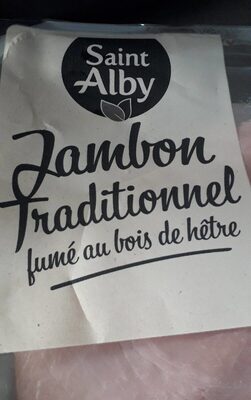 Saint
Alby
Jambon
Traditionnel
fumé au bois de hêtre